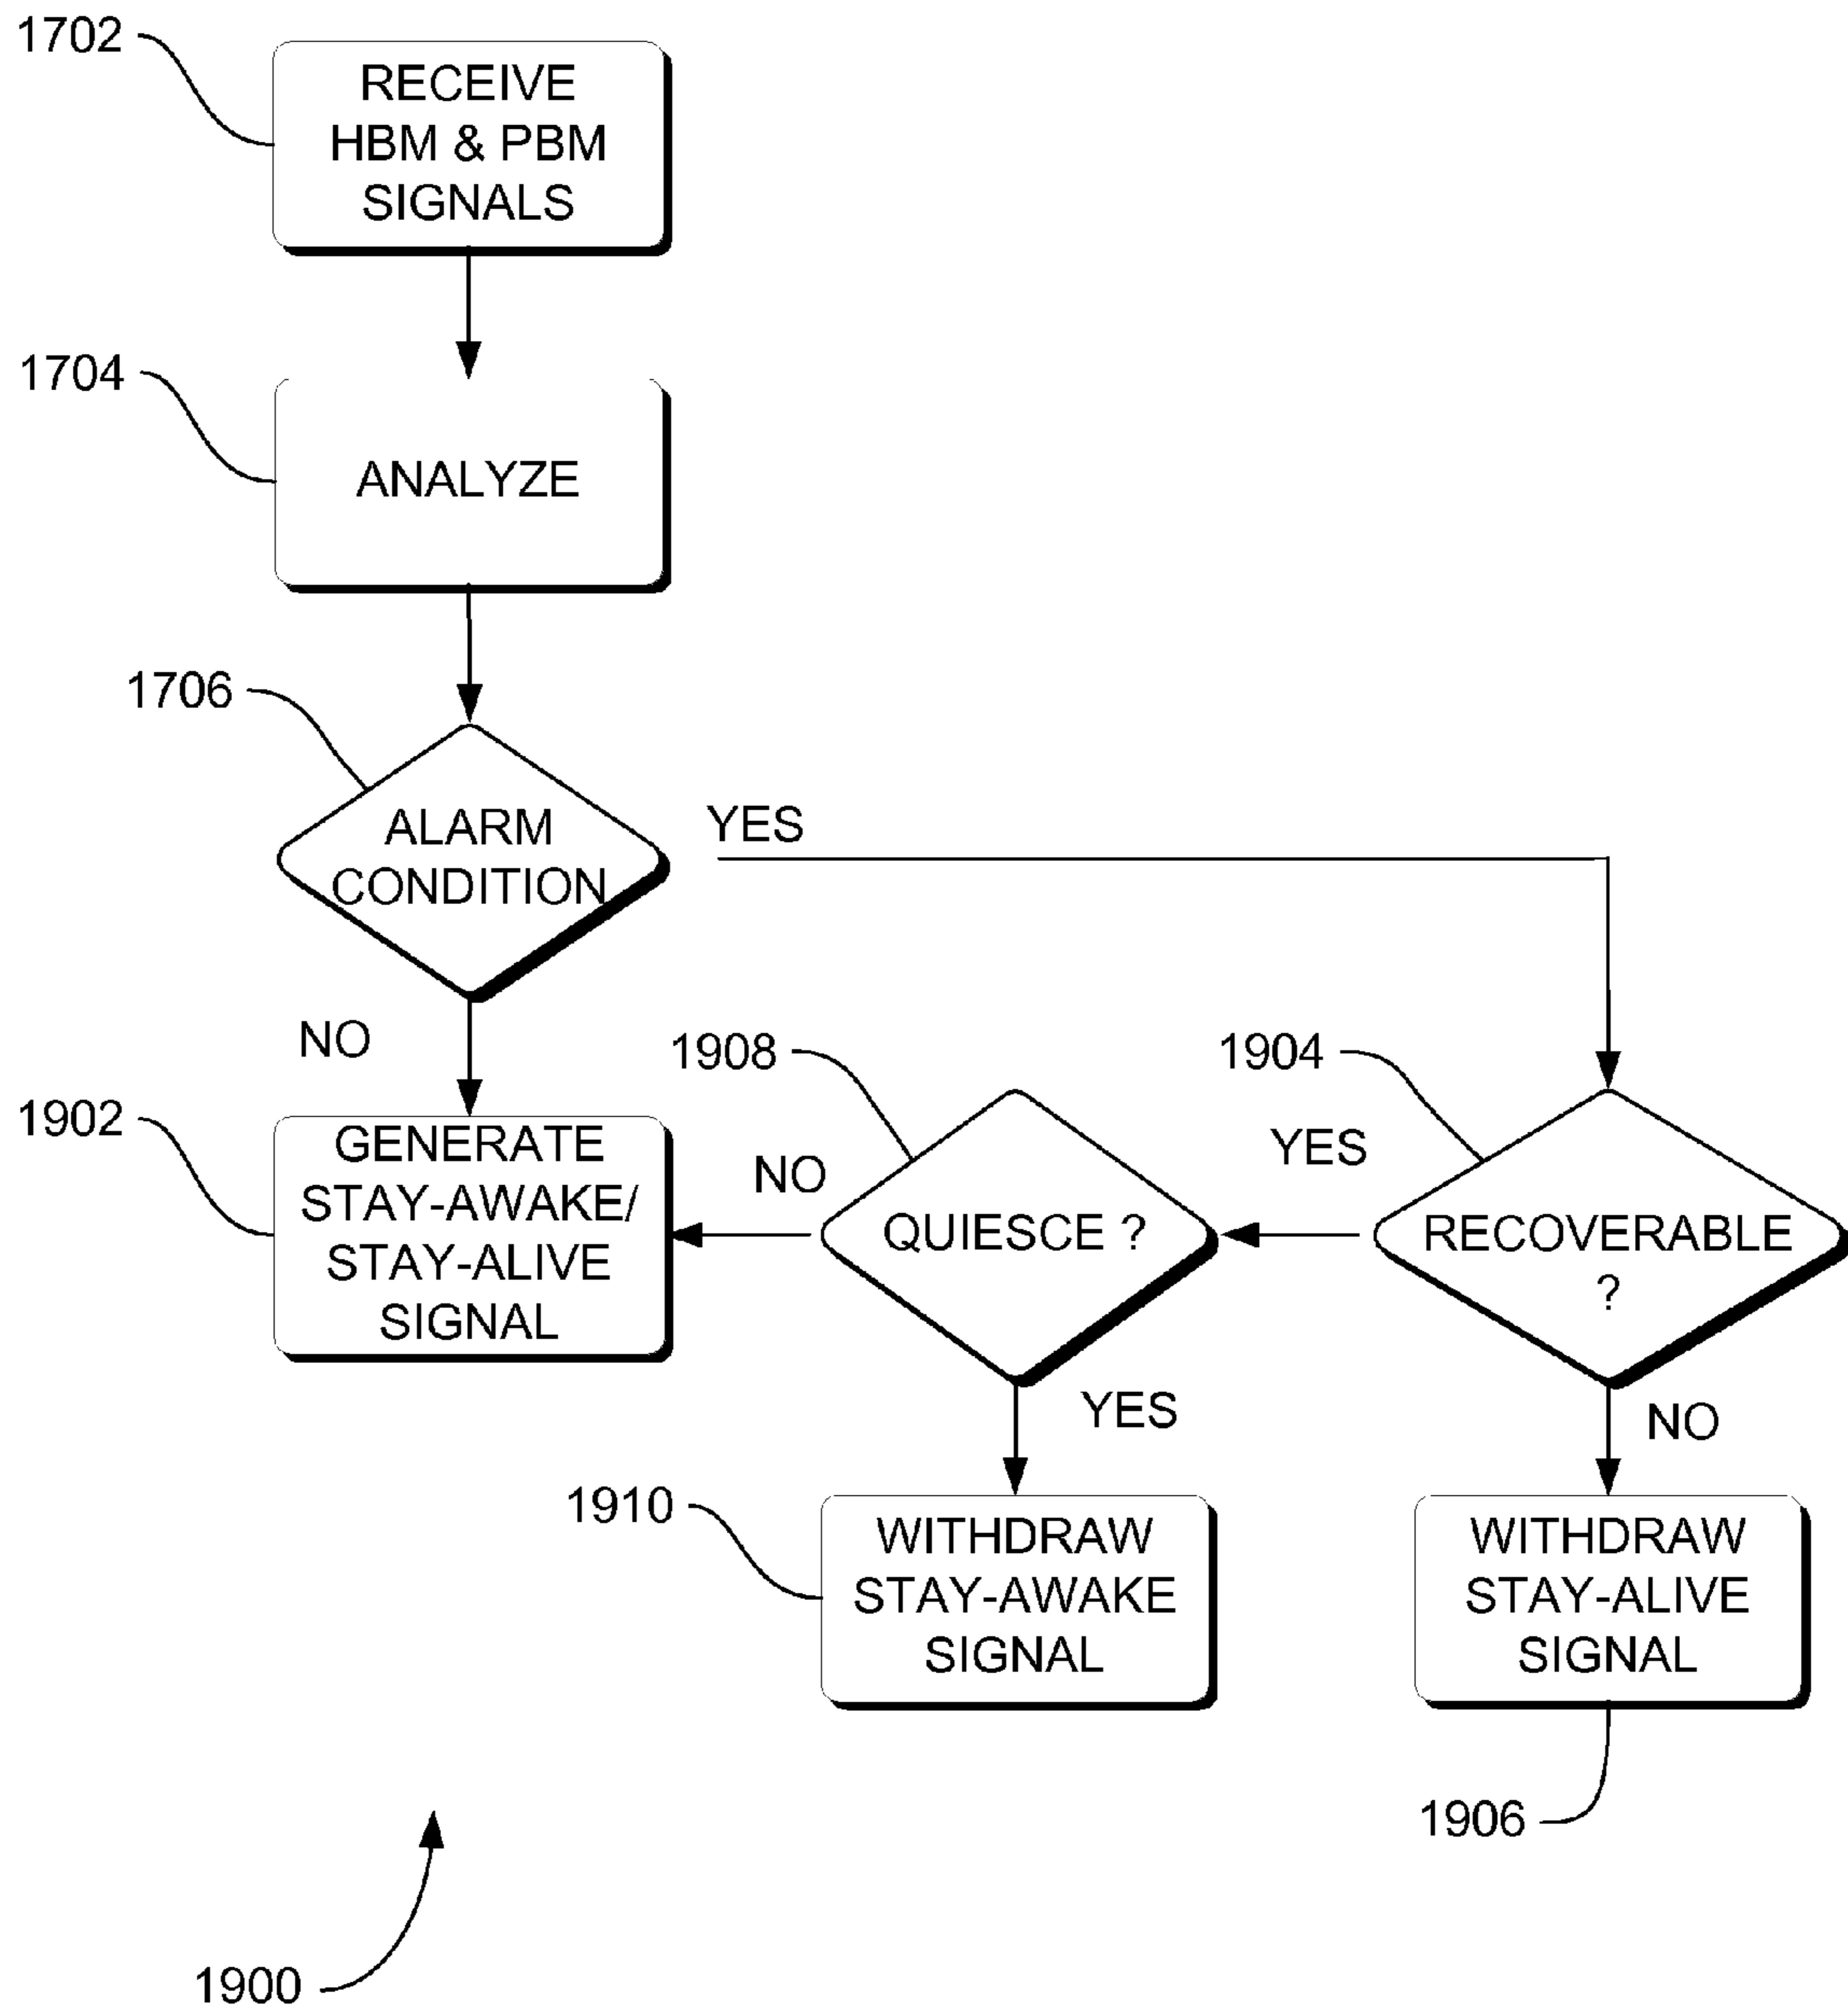 1702
RECEIVE
HBM & PBM
SIGNALS
1704
ANALYZE
1706
ALARM
CONDITION
YES
NO
1908
1904
1902
GENERATE
STAY-AWAKE/
STAY-ALIVE
SIGNAL
NO
QUIESCE ?
YES
RECOVERABLE
?
YES
NO
1910
WITHDRAW
STAY-AWAKE
SIGNAL
WITHDRAW
STAY-ALIVE
SIGNAL
1906
1900